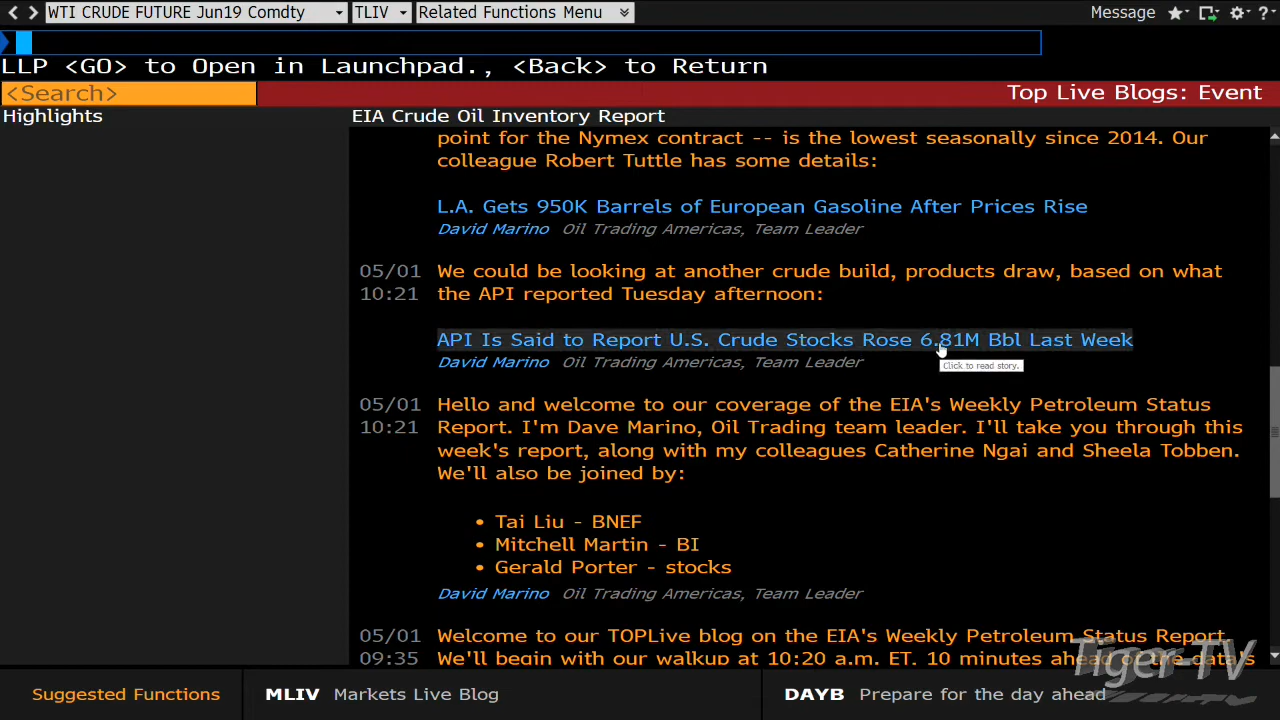 WTI CRUDE FUTURE Jun19 Comdty TLIV Related Functions Menu Message
LLP <GO> to Open in Launchpad., <Back> to Return
<Search> Top Live Blogs: Event
Highlights EIA Crude Oil Inventory Report
point for the Nymex contract -- is the lowest seasonally since 2014. Our
colleague Robert Tuttle has some details:
L.A. Gets 950K Barrels of European Gasoline After Prices Rise
David Marino Oil Trading Americas, Team Leader
05/01 We could be looking at another crude build, products draw, based on what
10:21 the API reported Tuesday afternoon:
API Is Said to Report U.S. Crude Stocks Rose 6.81M Bbl Last Week
David Marino Oil Trading Americas, Team Leader
Click to read story.
05/01 Hello and welcome to our coverage of the EIA's Weekly Petroleum Status
10:21 Report. I'm Dave Marino, Oil Trading team leader. I'll take you through this
week's report, along with my colleagues Catherine Ngai and Sheela Tobben.
We'll also be joined by:
• Tai Liu - BNEF
• Mitchell Martin - BI
• Gerald Porter - stocks
David Marino Oil Trading Americas, Team Leader
05/01 Welcome to our TOPLive blog on the EIA's Weekly Petroleum Status Report.
09:35 We'll begin with our walkup at 10:20 a.m. ET. 10 minutes ahead of the data's
Tiger-TV
Suggested Functions MLIV Markets Live Blog DAYB Prepare for the day ahead